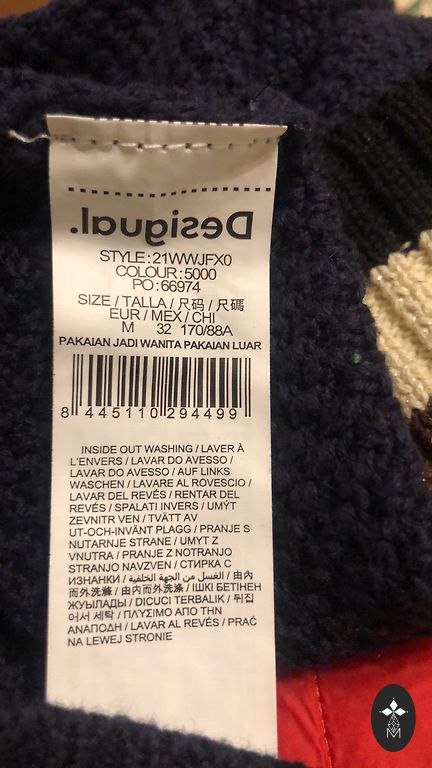 Desigual.
STYLE:21WWJFX0
COLOUR:5000
PO:66974
SIZE / TALLA / 尺码 / 尺碼
EUR / MEX / CHI
M 32 170/88A
PAKAIAN JADI WANITA PAKAIAN LUAR
8 445110 294499
INSIDE OUT WASHING / LAVER À
L'ENVERS / LAVAR DO AVESSO /
LAVAR DO AVESSO / AUF LINKS
WASCHEN / LAVARE AL ROVESCIO /
LAVAR DEL REVÉS / RENTAR DEL
REVÉS / SPALATI INVERS / UMÝT
ZEVNITŘ VEN / TVÄTT AV
UT-OCH-INVÄNT PLAGG / PRANJE S
NUTARNJE STRANE / UMYT Z
VNUTRA / PRANJE Z NOTRANJO
STRANJO NAVZVEN / СТИРКА С
ИЗНАНКИ / الغسل من الجهة الخلفية / 由內
而外洗滌 / 由内而外洗涤 / ІШКІ БЕТІНЕН
ЖУЫЛАДЫ / DICUCI TERBALIK / 뒤집
어서 세탁 / ΠΛΥΣΙΜΟ ΑΠΟ ΤΗΝ
ΑΝΑΠΟΔΗ / LAVAR AL REVÉS / PRAĆ
NA LEWEJ STRONIE
M